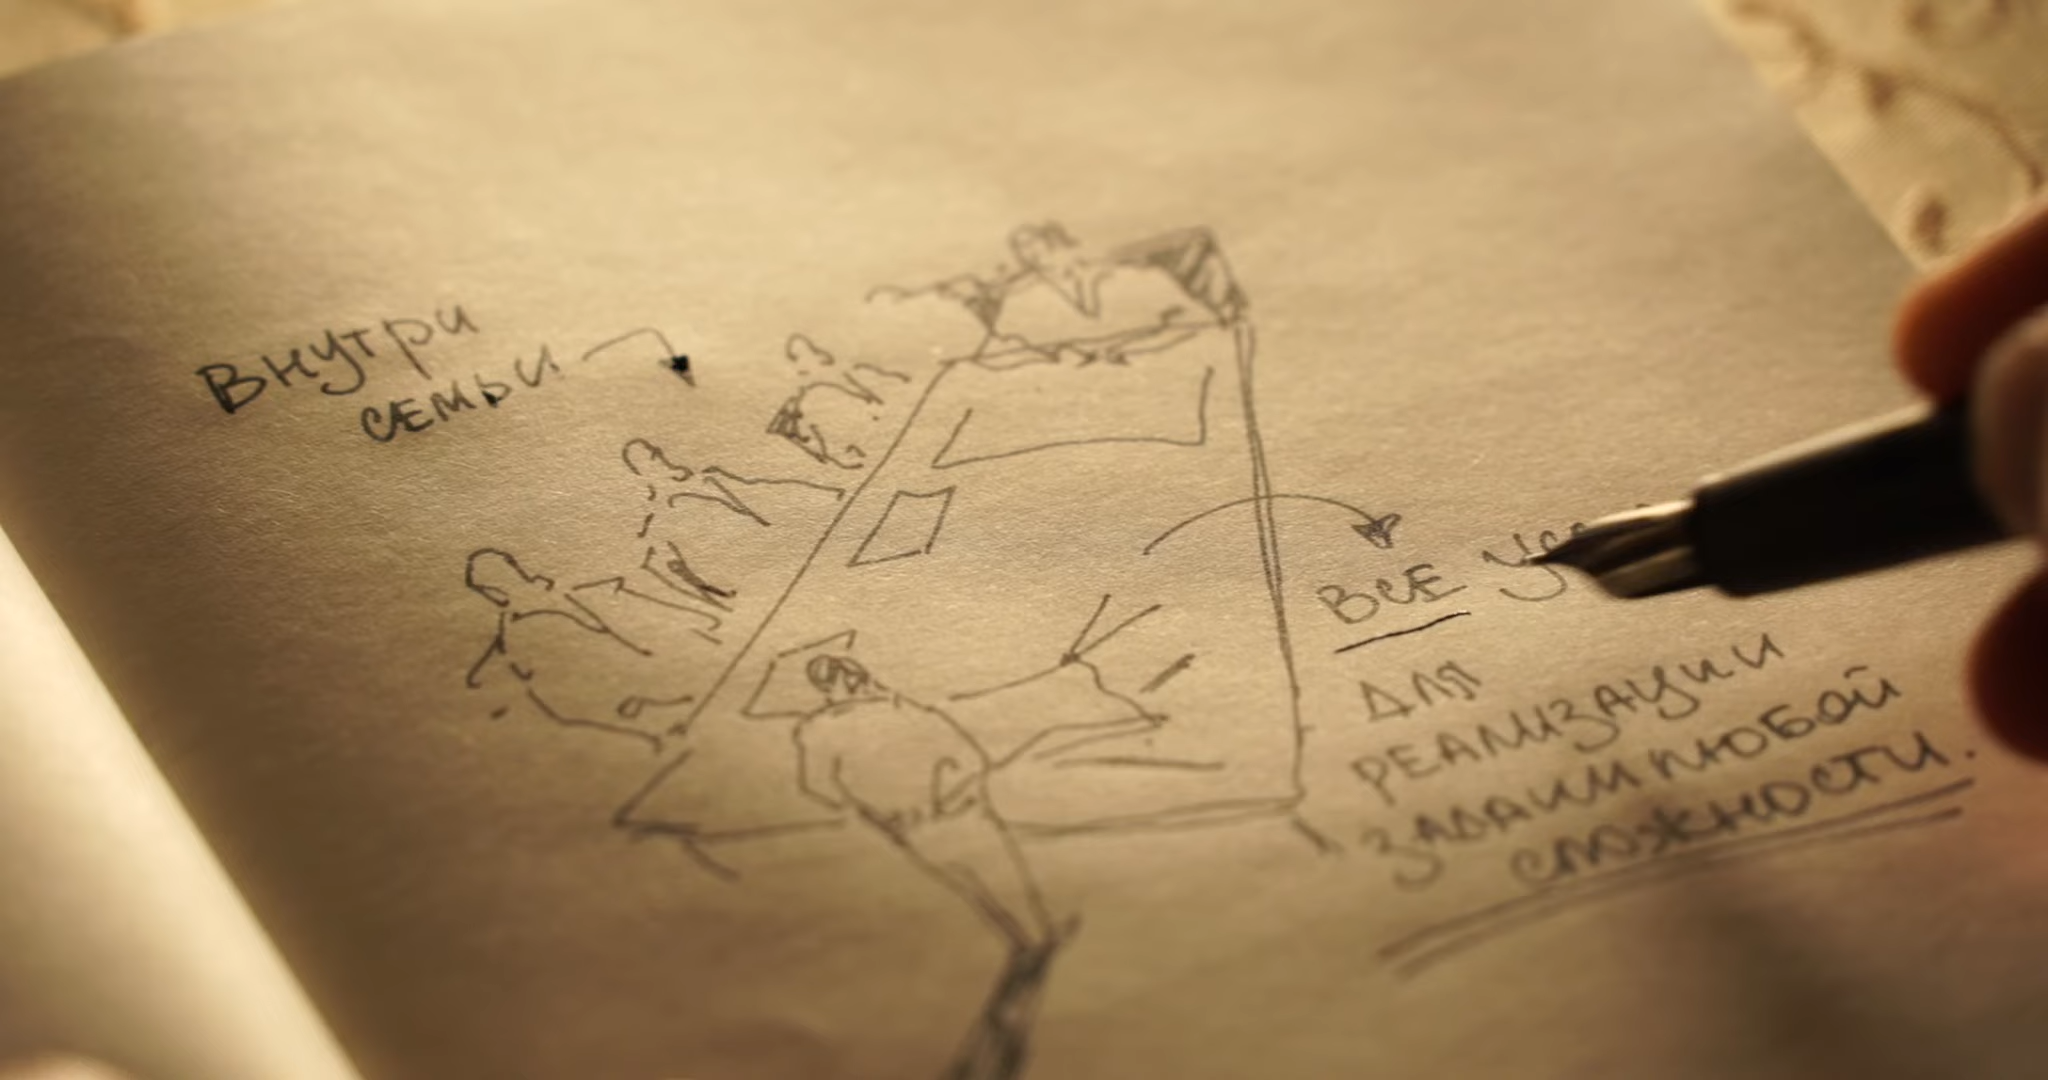 Внутри
семьи
ВСЕ
для
РЕАЛИЗАЦИИ
ЗАДАЧИ ЛЮБОЙ
СЛОЖНОСТИ.